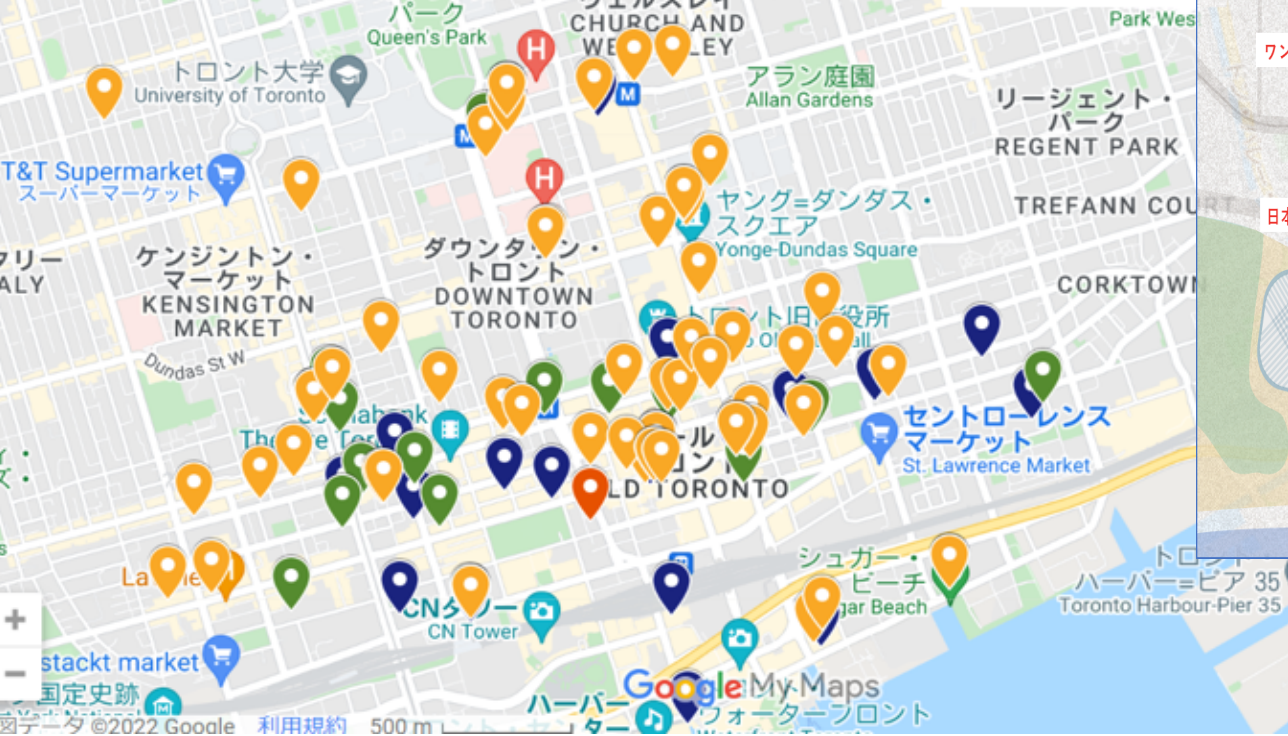 パーク
Queen's Park
CHURCH AND
Park Wes
トロント大学
University of Toronto
アラン庭園
Allan Gardens
リージェント・
パーク
REGENT PARK
T&T Supermarket
スーパーマーケット
ヤング=ダンダス・
スクエア
Yonge-Dundas Square
TREFANN COURT
ケンジントン・
マーケット
KENSINGTON
MARKET
ダウンタウン・
トロント
DOWNTOWN
TORONTO
CORKTOWN
ALY
Dundas St W
セントローレンス
マーケット
St. Lawrence Market
LD TORONTO
CNタワー
CN Tower
シュガー・
ビーチ
gar Beach
ハーバー=ピア 35
Toronto Harbour-Pier 35
stackt market
国定史跡
ハーバー
Google My Maps
ウォーターフロント
図データ ©2022 Google
利用規約
500 m
H
H
M
M
+
−